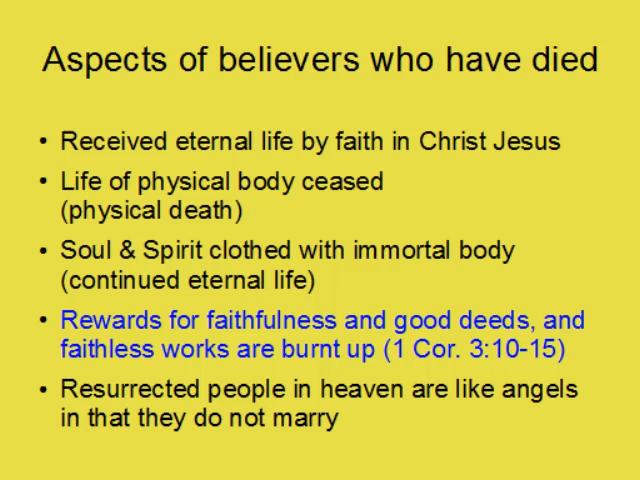 Aspects of believers who have died
• Received eternal life by faith in Christ Jesus
• Life of physical body ceased
(physical death)
• Soul & Spirit clothed with immortal body
(continued eternal life)
• Rewards for faithfulness and good deeds, and
faithless works are burnt up (1 Cor. 3:10-15)
• Resurrected people in heaven are like angels
in that they do not marry